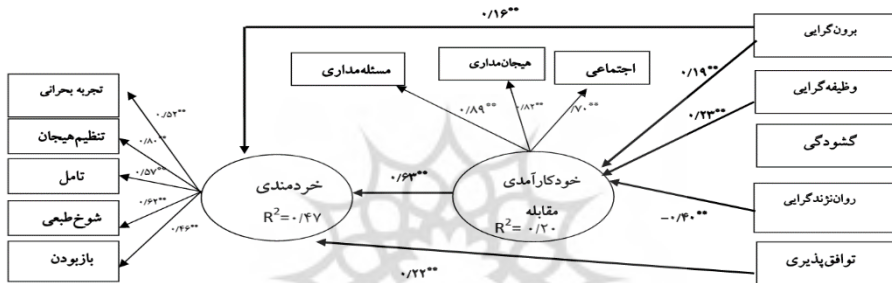 ۰/۱۶**
برون‌گرایی
اجتماعی
هیجان‌مداری
مسئله‌مداری
۰/۱۹**
وظیفه‌گرایی
تجربه بحرانی
۰/۷۰**
۰/۸۲**
۰/۸۹**
۰/۲۳**
۰/۵۲**
تنظیم‌هیجان
گشودگی
۰/۸۰**
تامل
۰/۵۷**
خردمندی
R²=۰/۴۷
۰/۶۳**
خودکارآمدی
مقابله
R²= ۰/۲۰
روان‌نژندگرایی
−۰/۴۰**
شوخ‌طبعی
۰/۶۲**
بازبودن
۰/۴۶**
توافق‌پذیری
۰/۲۲**